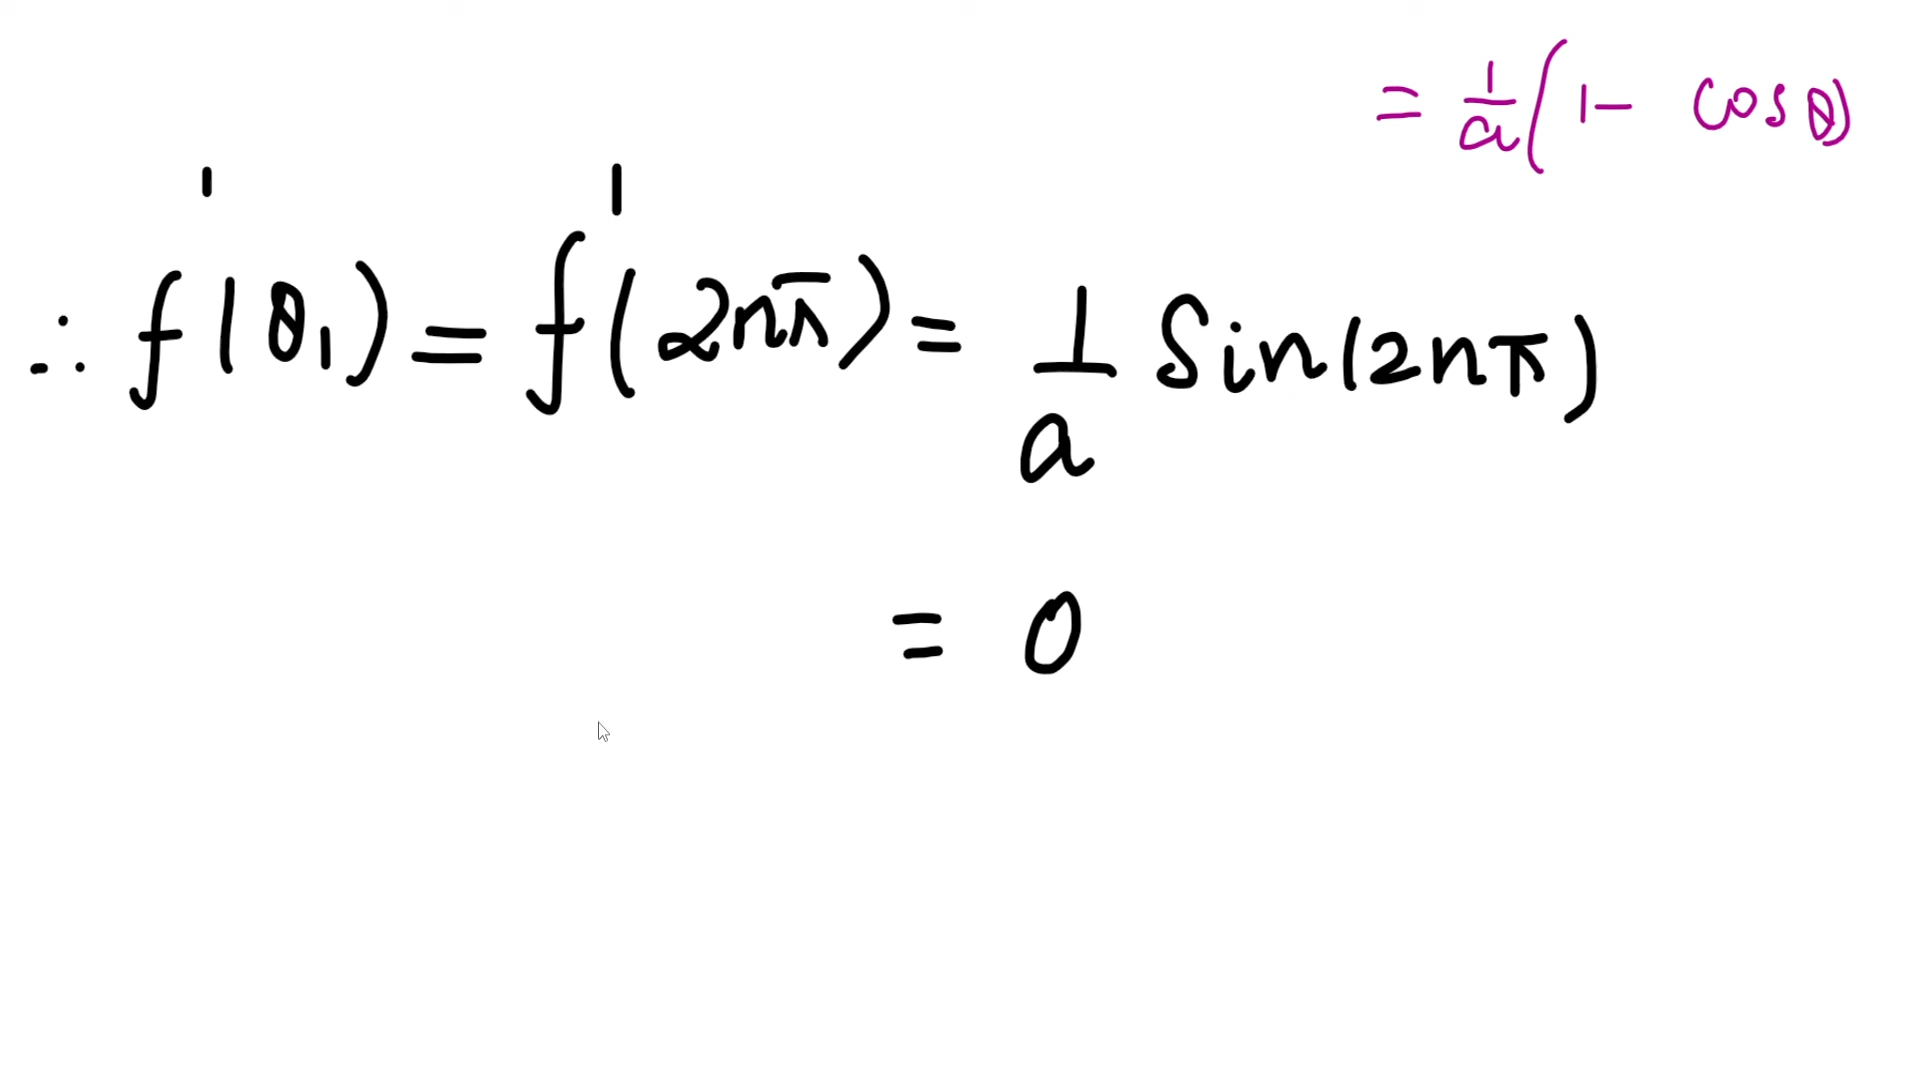 = 1/a (1 - cos θ)
∴ f'(θ₁) = f'(2nπ) = 1/a Sin(2nπ)
= 0